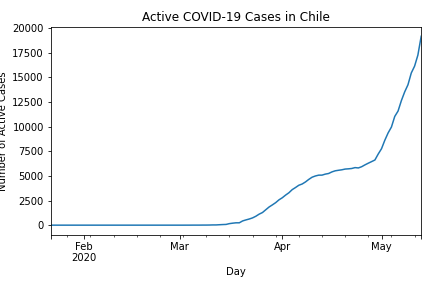 Active COVID-19 Cases in Chile
20000
17500
15000
12500
10000
7500
5000
2500
0
Number of Active Cases
Feb
2020
Mar
Apr
May
Day